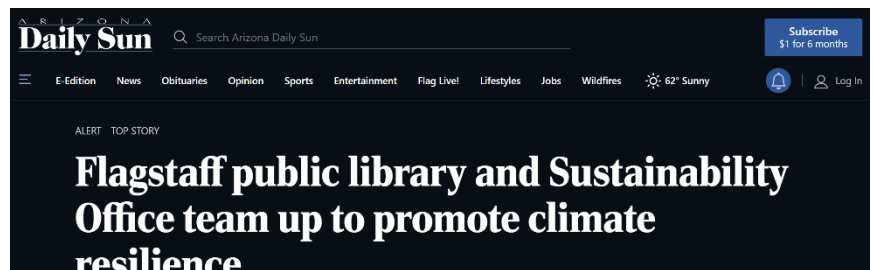 ARIZONA
Daily Sun
Search Arizona Daily Sun
Subscribe
$1 for 6 months
E-Edition News Obituaries Opinion Sports Entertainment Flag Live! Lifestyles Jobs Wildfires 62° Sunny Log In
ALERT TOP STORY
Flagstaff public library and Sustainability
Office team up to promote climate
resilience